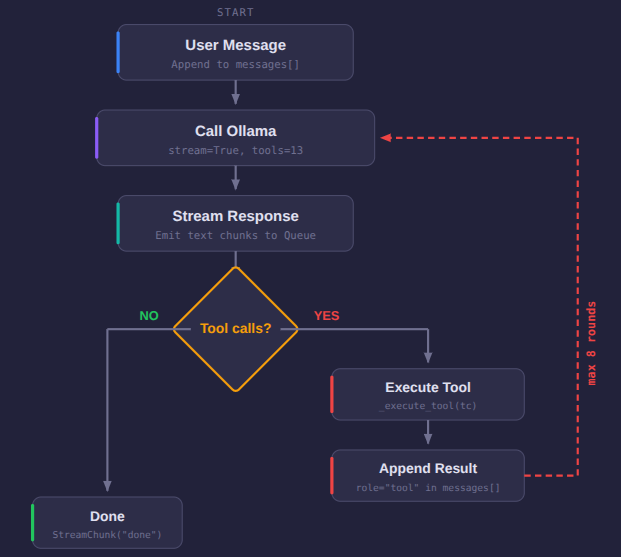 START
User Message
Append to messages[]
Call Ollama
stream=True, tools=13
Stream Response
Emit text chunks to Queue
NO
YES
Tool calls?
max 8 rounds
Execute Tool
_execute_tool(tc)
Append Result
role="tool" in messages[]
Done
StreamChunk("done")